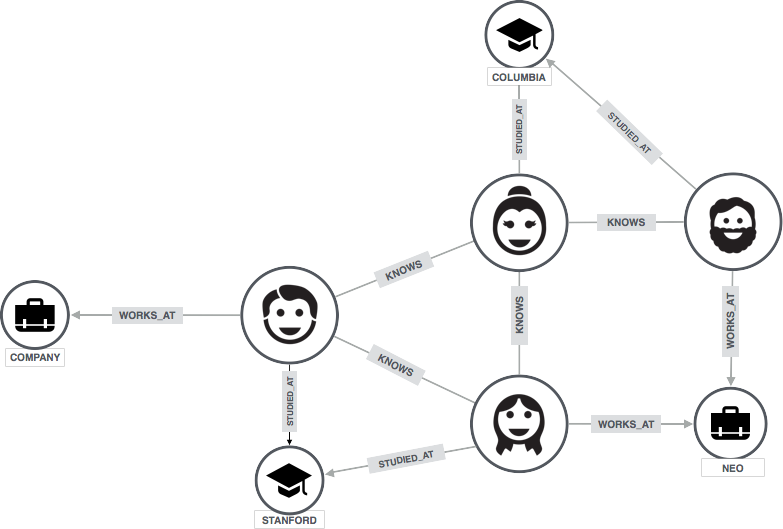 COLUMBIA
STUDIED_AT
STUDIED_AT
KNOWS
KNOWS
WORKS_AT
KNOWS
WORKS_AT
COMPANY
KNOWS
STUDIED_AT
WORKS_AT
STUDIED_AT
NEO
STANFORD